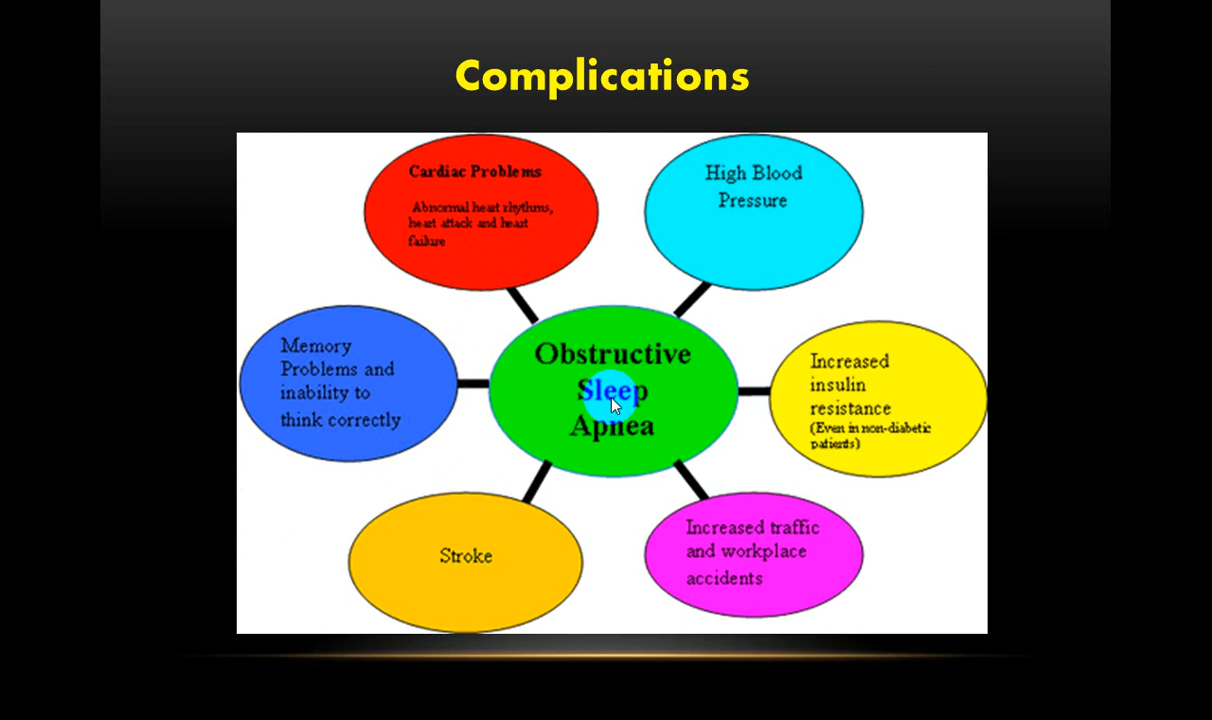 Complications
Cardiac Problems
Abnormal heart rhythms,
heart attack and heart
failure
High Blood
Pressure
Memory
Problems and
inability to
think correctly
Obstructive
Sleep
Apnea
Increased
insulin
resistance
(Even in non-diabetic
patients)
Stroke
Increased traffic
and workplace
accidents